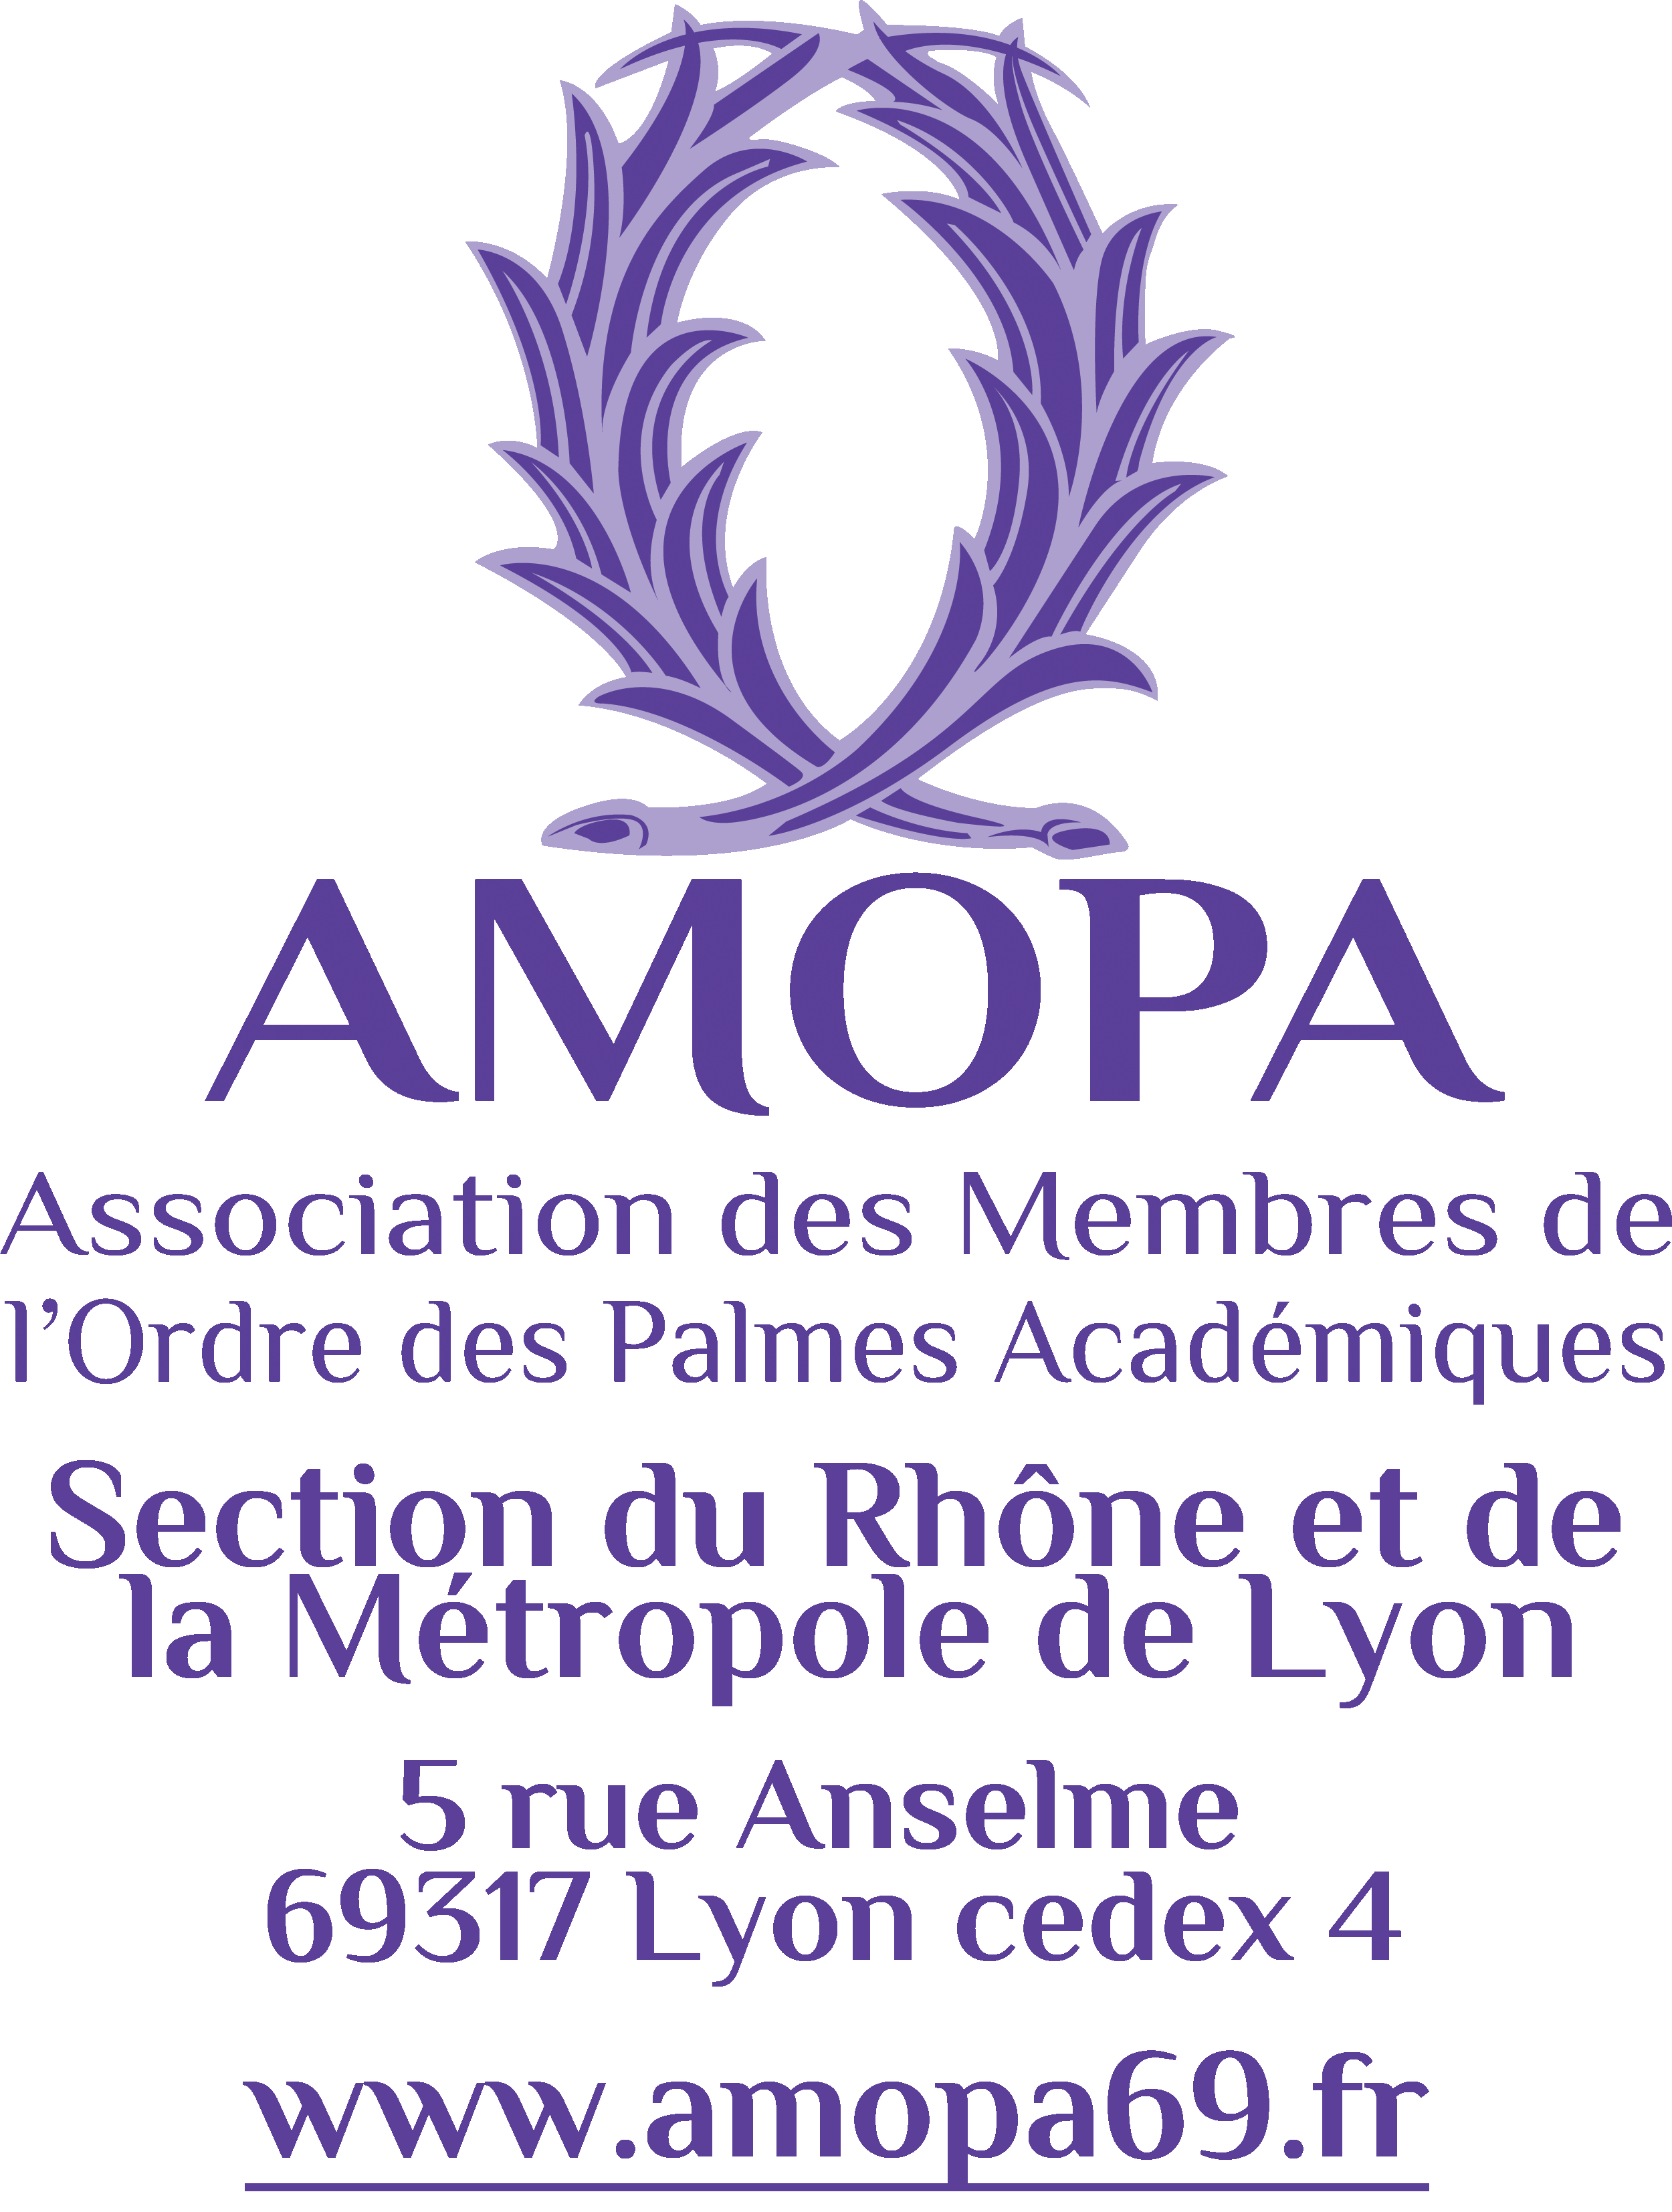 AMOPA
Association des Membres de
l’Ordre des Palmes Académiques
Section du Rhône et de
la Métropole de Lyon
5 rue Anselme
69317 Lyon cedex 4
www.amopa69.fr